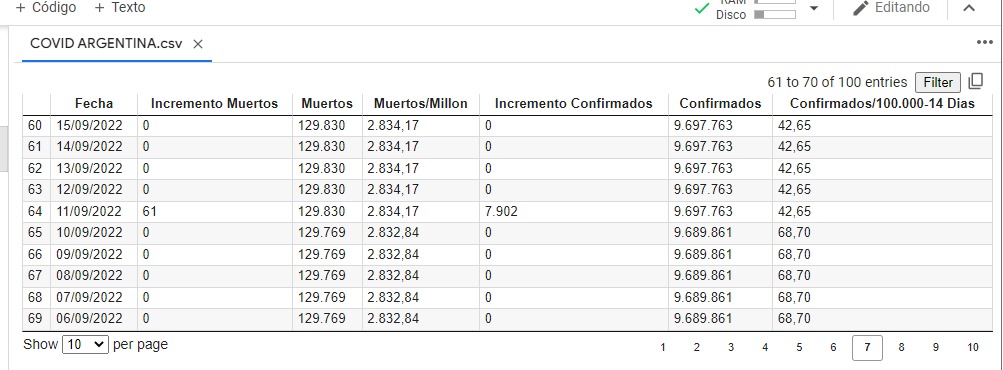 + Código + Texto
RAM
Disco
Editando
COVID ARGENTINA.csv ×
61 to 70 of 100 entries Filter
Fecha Incremento Muertos Muertos Muertos/Millon Incremento Confirmados Confirmados Confirmados/100.000-14 Dias
60 15/09/2022 0 129.830 2.834,17 0 9.697.763 42,65
61 14/09/2022 0 129.830 2.834,17 0 9.697.763 42,65
62 13/09/2022 0 129.830 2.834,17 0 9.697.763 42,65
63 12/09/2022 0 129.830 2.834,17 0 9.697.763 42,65
64 11/09/2022 61 129.830 2.834,17 7.902 9.697.763 42,65
65 10/09/2022 0 129.769 2.832,84 0 9.689.861 68,70
66 09/09/2022 0 129.769 2.832,84 0 9.689.861 68,70
67 08/09/2022 0 129.769 2.832,84 0 9.689.861 68,70
68 07/09/2022 0 129.769 2.832,84 0 9.689.861 68,70
69 06/09/2022 0 129.769 2.832,84 0 9.689.861 68,70
Show 10 per page 1 2 3 4 5 6 7 8 9 10